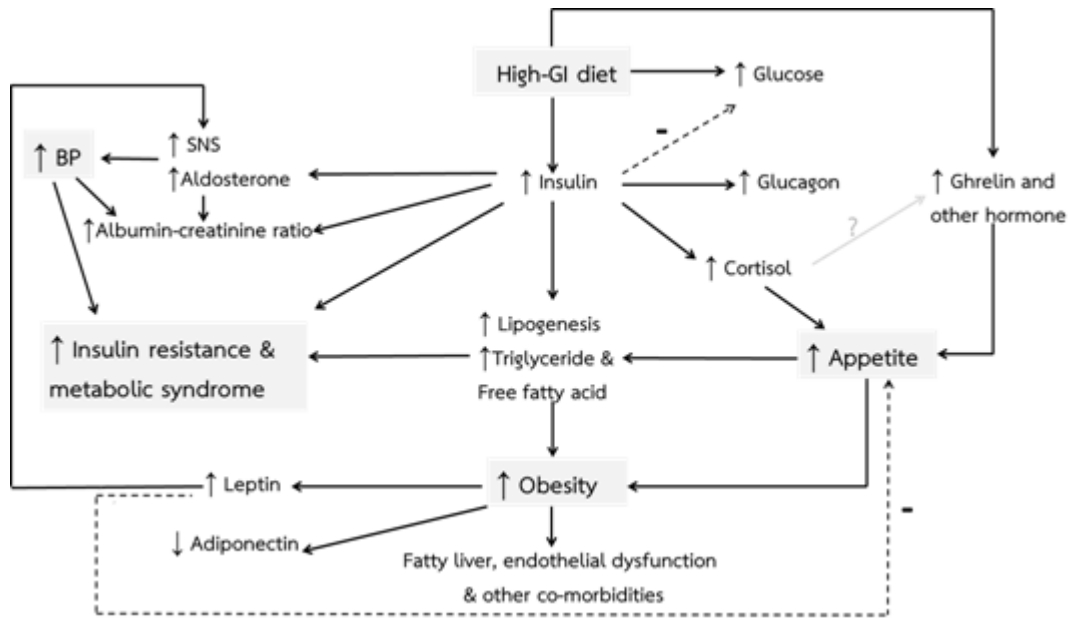 High-GI diet
↑ Glucose
-
↑ SNS
↑ BP
↑Aldosterone
↑ Insulin
↑ Glucagon
↑ Ghrelin and
other hormone
↑Albumin-creatinine ratio
?
↑ Cortisol
↑ Lipogenesis
↑ Insulin resistance &
metabolic syndrome
↑Triglyceride &
Free fatty acid
↑ Appetite
↑ Leptin
↑ Obesity
-
↓ Adiponectin
Fatty liver, endothelial dysfunction
& other co-morbidities